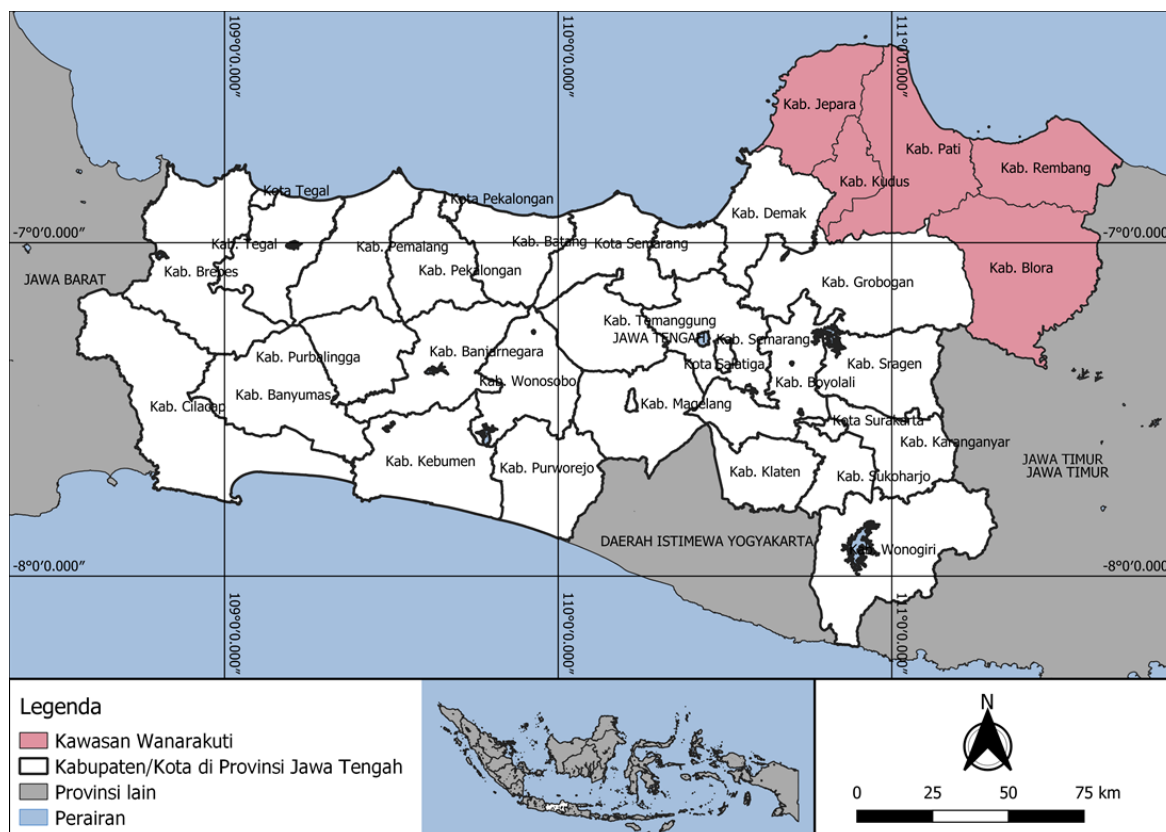 109°0'0.000"
110°0'0.000"
111°0'0.000"
Kab. Jepara
Kab. Pati
Kab. Rembang
Kab. Kudus
Kota Tegal
Kota Pekalongan
Kab. Demak
-7°0'0.000"
-7°0'0.000"
Kab. Tegal
Kab. Pemalang
Kab. Batang
Kota Semarang
JAWA BARAT
Kab. Brebes
Kab. Pekalongan
Kab. Blora
Kab. Grobogan
Kab. Temanggung
JAWA TENGAH
Kab. Semarang
Kab. Purbalingga
Kab. Banjarnegara
Kota Salatiga
Kab. Sragen
Kab. Wonosobo
Kab. Boyolali
Kab. Banyumas
Kab. Cilacap
Kab. Magelang
Kota Surakarta
Kab. Karanganyar
Kab. Kebumen
Kab. Purworejo
Kab. Klaten
Kab. Sukoharjo
JAWA TIMUR
JAWA TIMUR
DAERAH ISTIMEWA YOGYAKARTA
Kab. Wonogiri
-8°0'0.000"
-8°0'0.000"
109°0'0.000"
110°0'0.000"
111°0'0.000"
Legenda
Kawasan Wanarakuti
Kabupaten/Kota di Provinsi Jawa Tengah
Provinsi lain
Perairan
N
0 25 50 75 km